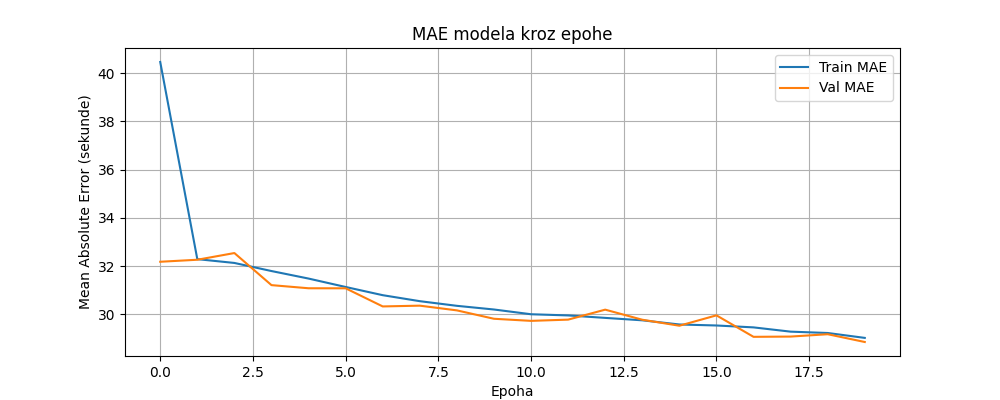 MAE modela kroz epohe
Mean Absolute Error (sekunde)
40
38
36
34
32
30
Train MAE
Val MAE
0.0 2.5 5.0 7.5 10.0 12.5 15.0 17.5
Epoha